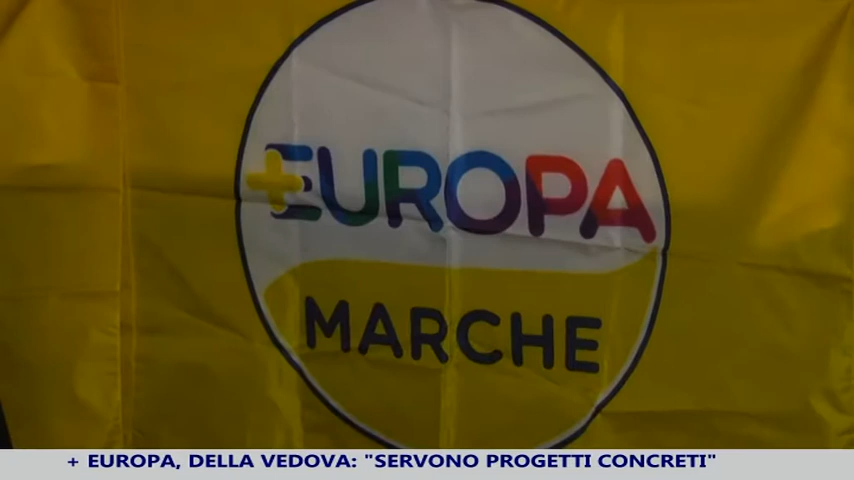 +EUROPA
MARCHE
+ EUROPA, DELLA VEDOVA: "SERVONO PROGETTI CONCRETI"